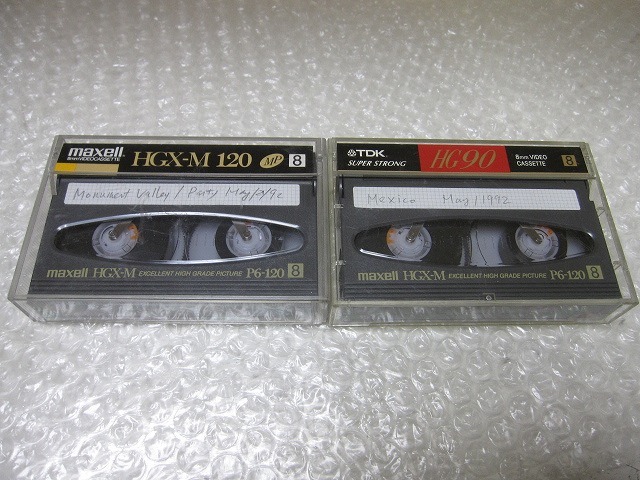 maxell HGX-M 120 MP 8
8mm VIDEOCASSETTE
Monument Valley / Party May/9/92
maxell HGX-M EXCELLENT HIGH GRADE PICTURE P6-120 8
TDK HG90 8mm VIDEO
SUPER STRONG CASSETTE 8
Mexico May/1992
maxell HGX-M EXCELLENT HIGH GRADE PICTURE P6-120 8